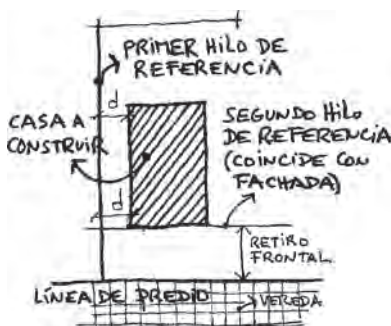 PRIMER HILO DE
REFERENCIA
d
CASA A
CONSTRUIR
SEGUNDO HILO
DE REFERENCIA
(COINCIDE CON
FACHADA)
d
RETIRO
FRONTAL
LÍNEA DE PREDIO
VEREDA